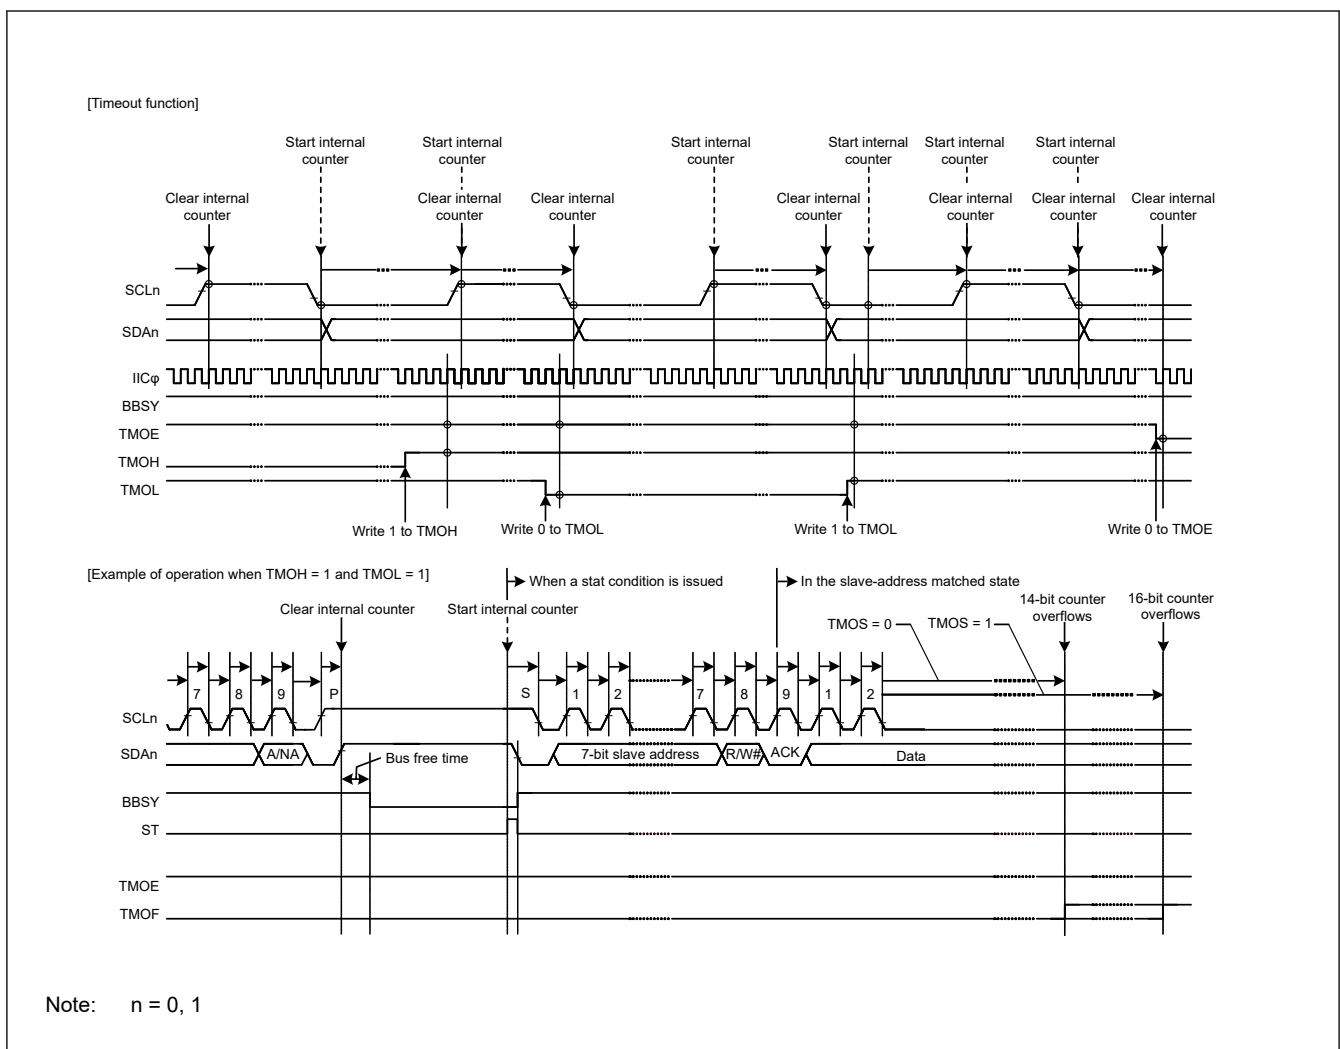 [Timeout function]
Start internal
counter
Start internal
counter
Start internal
counter
Start internal
counter
Start internal
counter
Start internal
counter
Clear internal
counter
Clear internal
counter
Clear internal
counter
Clear internal
counter
Clear internal
counter
Clear internal
counter
Clear internal
counter
SCLn
SDAn
IICφ
BBSY
TMOE
TMOH
TMOL
Write 1 to TMOH
Write 0 to TMOL
Write 1 to TMOL
Write 0 to TMOE
[Example of operation when TMOH = 1 and TMOL = 1]
When a stat condition is issued
In the slave-address matched state
Clear internal counter
Start internal counter
14-bit counter
overflows
16-bit counter
overflows
TMOS = 0
TMOS = 1
7 8 9 P S 1 2 7 8 9 1 2
SCLn
SDAn
A/NA
7-bit slave address
R/W#
ACK
Data
Bus free time
BBSY
ST
TMOE
TMOF
Note: n = 0, 1